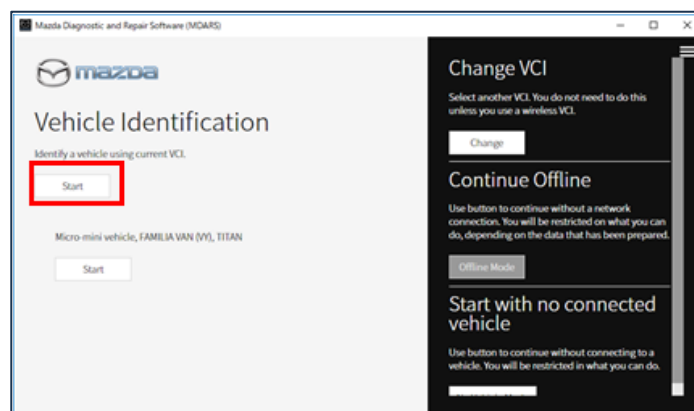 Mazda Diagnostic and Repair Software (MDARS)
mazda
Vehicle Identification
Identify a vehicle using current VCI.
Start
Micro-mini vehicle, FAMILIA VAN (VY), TITAN
Start
Change VCI
Select another VCI. You do not need to do this
unless you use a wireless VCI.
Change
Continue Offline
Use button to continue without a network
connection. You will be restricted on what you can
do, depending on the data that has been prepared.
Offline Mode
Start with no connected
vehicle
Use button to continue without connecting to a
vehicle. You will be restricted in what you can do.